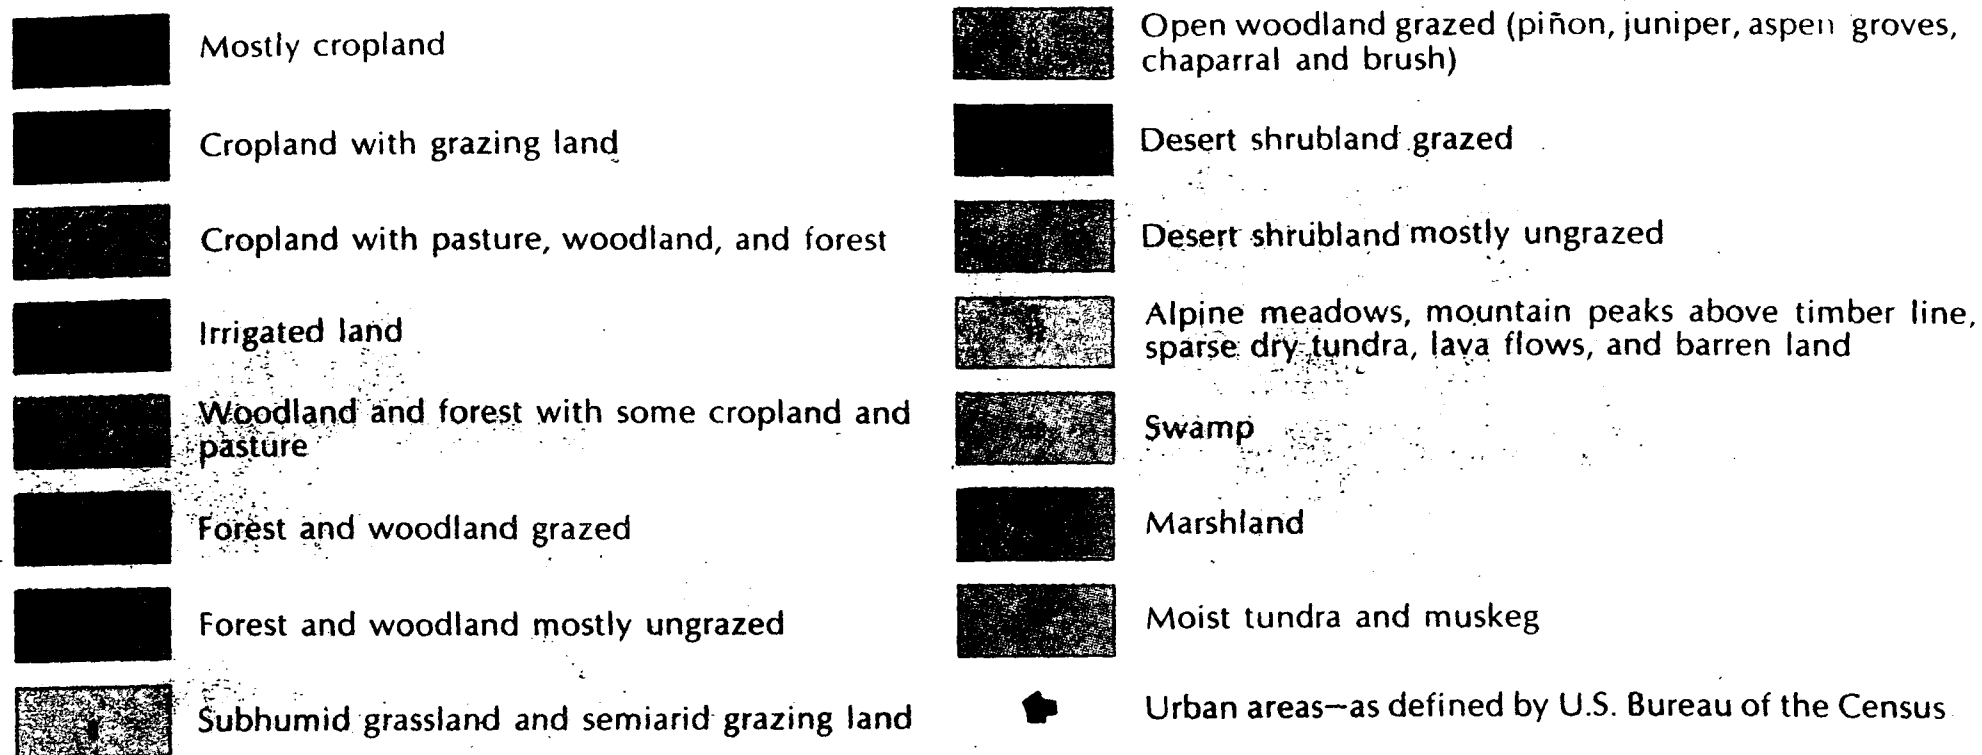 Mostly cropland
Cropland with grazing land
Cropland with pasture, woodland, and forest
Irrigated land
Woodland and forest with some cropland and
pasture
Forest and woodland grazed
Forest and woodland mostly ungrazed
Subhumid grassland and semiarid grazing land
Open woodland grazed (piñon, juniper, aspen groves,
chaparral and brush)
Desert shrubland grazed
Desert shrubland mostly ungrazed
Alpine meadows, mountain peaks above timber line,
sparse dry tundra, lava flows, and barren land
Swamp
Marshland
Moist tundra and muskeg
Urban areas—as defined by U.S. Bureau of the Census